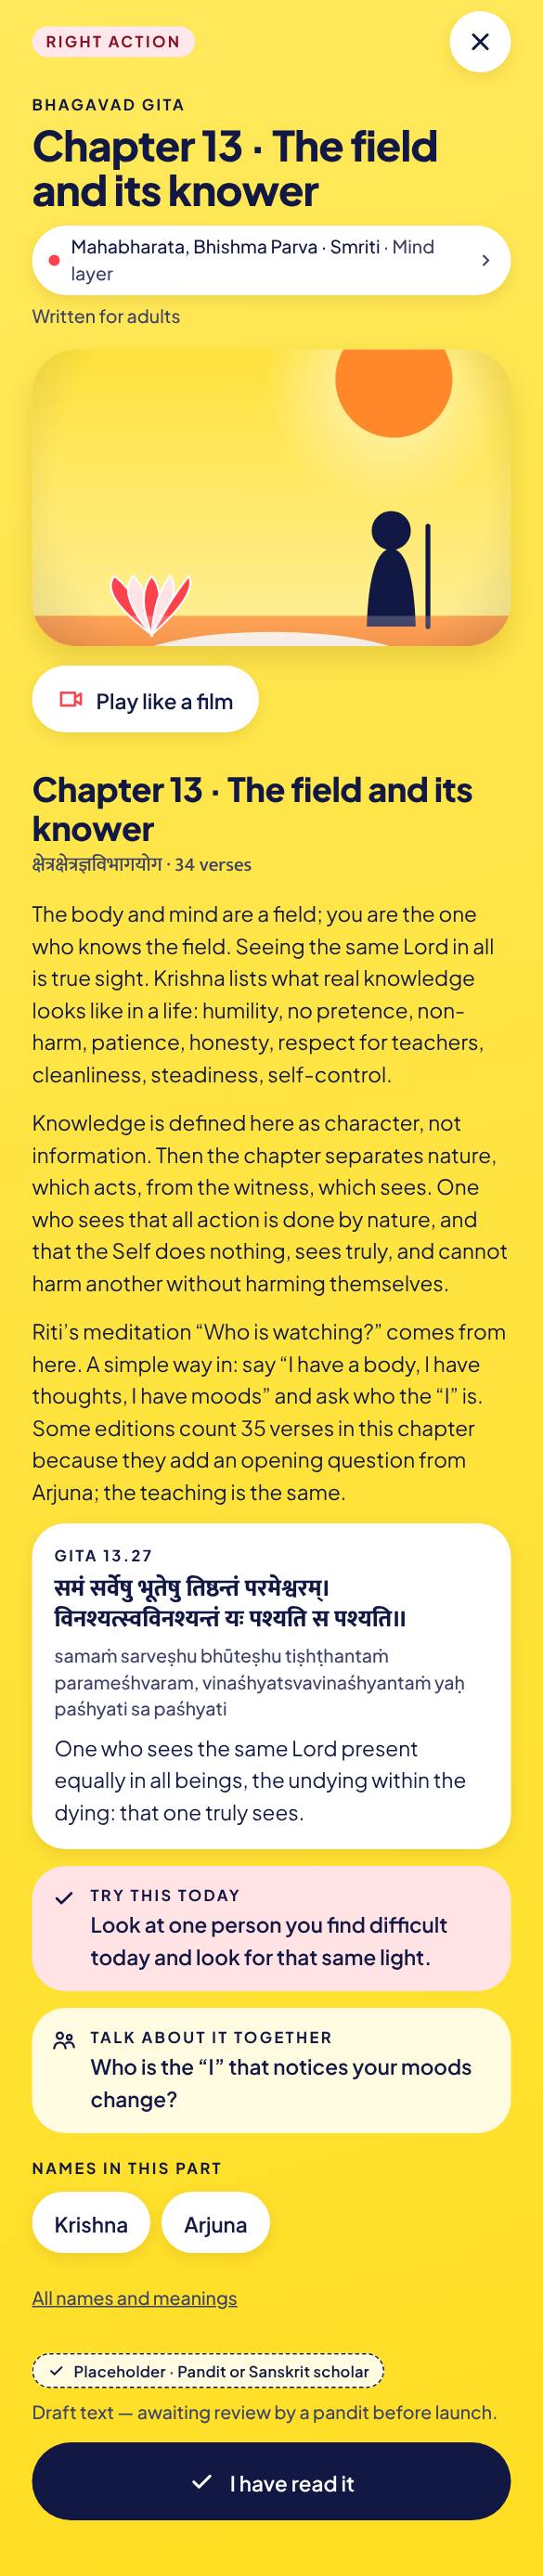 RIGHT ACTION
BHAGAVAD GITA
Chapter 13 · The field
and its knower
Mahabharata, Bhishma Parva · Smriti · Mind
layer
Written for adults
Play like a film
Chapter 13 · The field and its
knower
क्षेत्रक्षेत्रज्ञविभागयोग · 34 verses
The body and mind are a field; you are the one
who knows the field. Seeing the same Lord in all
is true sight. Krishna lists what real knowledge
looks like in a life: humility, no pretence, non-
harm, patience, honesty, respect for teachers,
cleanliness, steadiness, self-control.
Knowledge is defined here as character, not
information. Then the chapter separates nature,
which acts, from the witness, which sees. One
who sees that all action is done by nature, and
that the Self does nothing, sees truly, and cannot
harm another without harming themselves.
Riti’s meditation “Who is watching?” comes from
here. A simple way in: say “I have a body, I have
thoughts, I have moods” and ask who the “I” is.
Some editions count 35 verses in this chapter
because they add an opening question from
Arjuna; the teaching is the same.
GITA 13.27
समं सर्वेषु भूतेषु तिष्ठन्तं परमेश्वरम्।
विनश्यत्स्वविनश्यन्तं यः पश्यति स पश्यति॥
samaṁ sarveṣhu bhūteṣhu tiṣhṭhantaṁ
parameśhvaram, vinaśhyatsvavinaśhyantaṁ yaḥ
paśhyati sa paśhyati
One who sees the same Lord present
equally in all beings, the undying within the
dying: that one truly sees.
TRY THIS TODAY
Look at one person you find difficult
today and look for that same light.
TALK ABOUT IT TOGETHER
Who is the “I” that notices your moods
change?
NAMES IN THIS PART
Krishna
Arjuna
All names and meanings
Placeholder · Pandit or Sanskrit scholar
Draft text — awaiting review by a pandit before launch.
I have read it